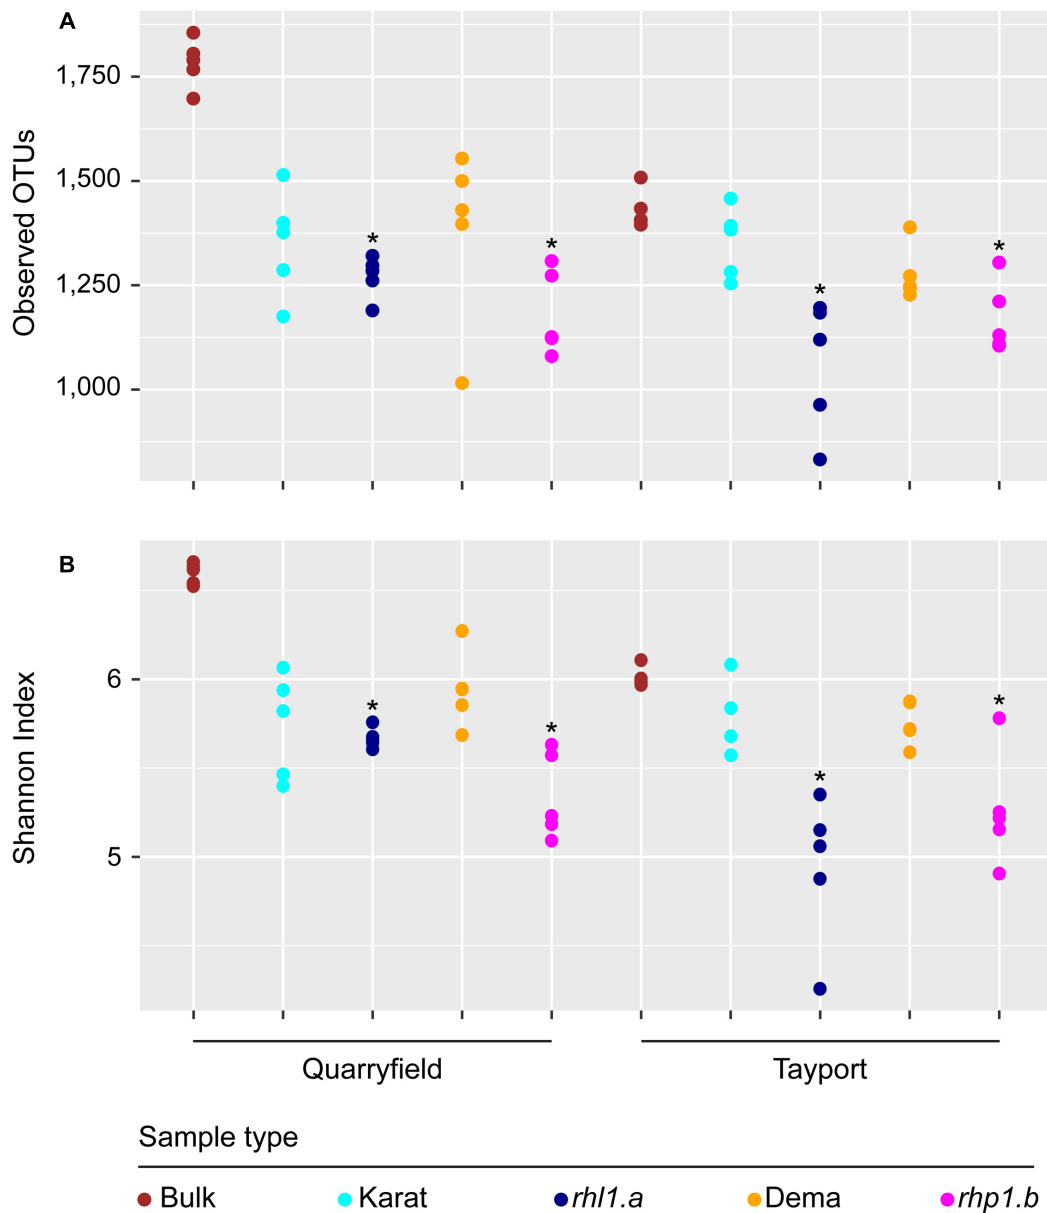 A
Observed OTUs
1,750
1,500
1,250
1,000
*
*
*
*
B
Shannon Index
6
5
*
*
*
*
Quarryfield Tayport
Sample type
Bulk Karat rhl1.a Dema rhp1.b